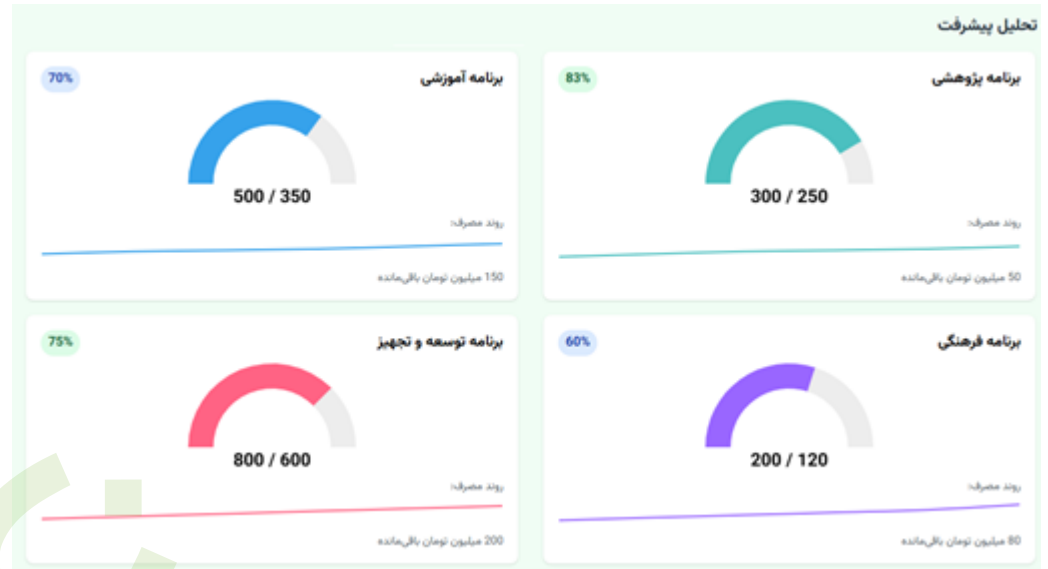 تحلیل پیشرفت
برنامه پژوهشی
83%
300 / 250
روند مصرف:
50 میلیون تومان باقی‌مانده
برنامه آموزشی
70%
500 / 350
روند مصرف:
150 میلیون تومان باقی‌مانده
برنامه فرهنگی
60%
200 / 120
روند مصرف:
80 میلیون تومان باقی‌مانده
برنامه توسعه و تجهیز
75%
800 / 600
روند مصرف:
200 میلیون تومان باقی‌مانده